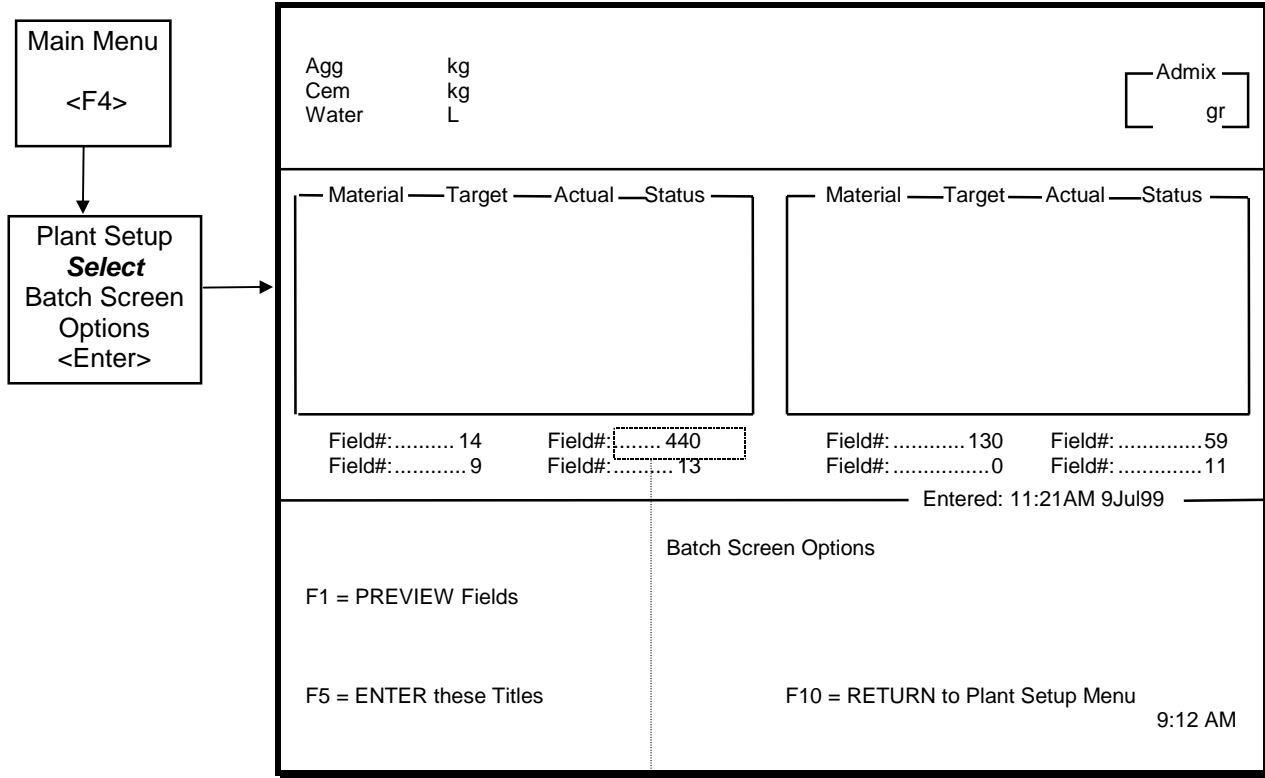 Main Menu
<F4>
Plant Setup
Select
Batch Screen
Options
<Enter>
Agg kg
Cem kg
Water L
Admix
gr
Material Target Actual Status
Material Target Actual Status
Field#:.......... 14 Field#:........ 440 Field#:............130 Field#:..............59
Field#:............ 9 Field#:.......... 13 Field#:................0 Field#:..............11
Entered: 11:21AM 9Jul99
Batch Screen Options
F1 = PREVIEW Fields
F5 = ENTER these Titles F10 = RETURN to Plant Setup Menu
9:12 AM